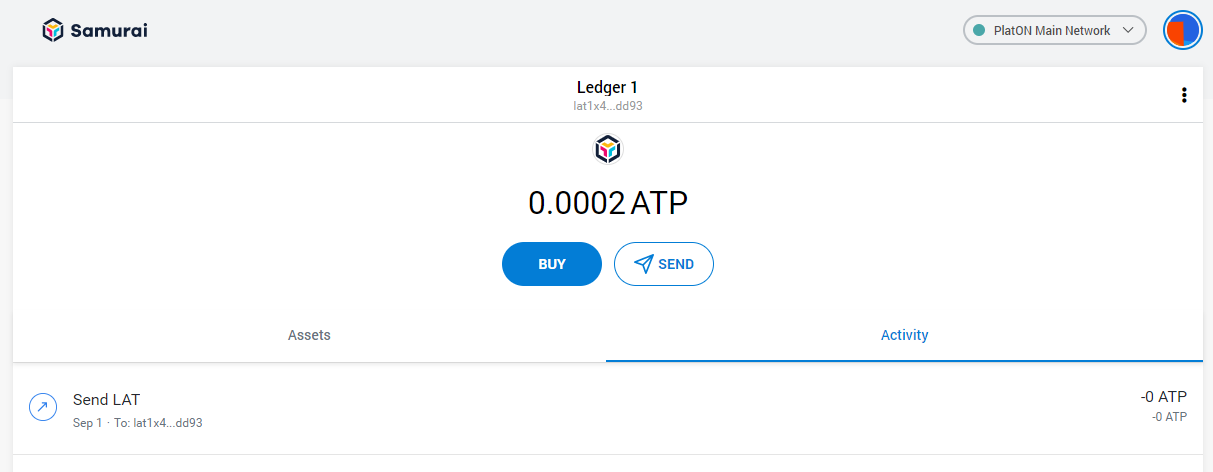 Samurai
PlatON Main Network
Ledger 1
lat1x4...dd93
0.0002 ATP
BUY
SEND
Assets
Activity
Send LAT
-0 ATP
Sep 1 · To: lat1x4...dd93
-0 ATP